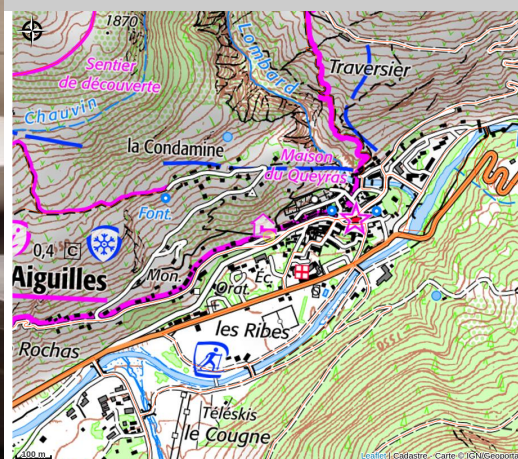 1870
Lombard
Sentier
de découverte
Traversier
Chauvin
la Condamine
Maison
du Queyras
Font.
0,4
C
Aiguilles
Mon.
Orat.
Éc.
les Ribes
Rochas
Téléskis
le Cougne
100 m
Leaflet | Cadastre - Carte © IGN/Géoporta